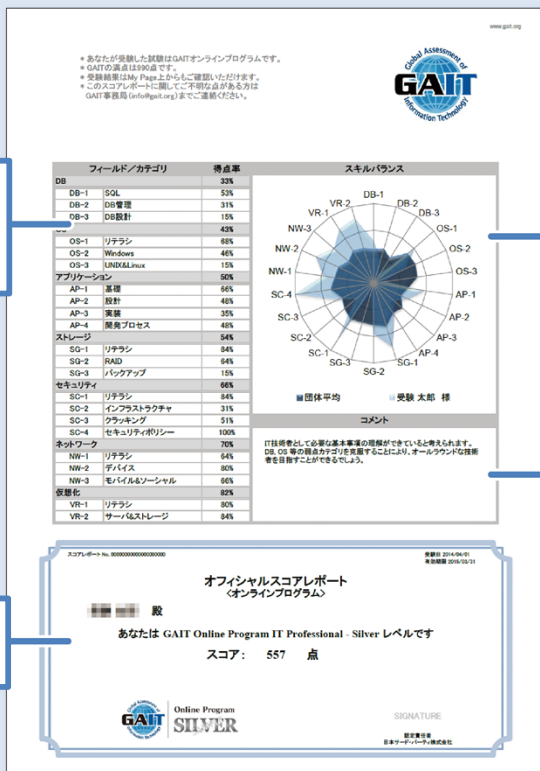 www.gait.org
* あなたが受験した試験はGAITオンラインプログラムです。
* GAITの満点は990点です。
* 受験結果はMy Page上からもご確認いただけます。
* このスコアレポートに関してご不明な点がある方は
GAIT事務局(info@gait.org)までご連絡ください。
Global Assessment of
GAIT
Information Technology
フィールド/カテゴリ 得点率
DB 33%
DB-1 SQL 53%
DB-2 DB管理 31%
DB-3 DB設計 15%
43%
OS-1 リテラシ 68%
OS-2 Windows 46%
OS-3 UNIX&Linux 15%
アプリケーション 50%
AP-1 基礎 66%
AP-2 設計 48%
AP-3 実装 35%
AP-4 開発プロセス 48%
ストレージ 54%
SG-1 リテラシ 84%
SG-2 RAID 64%
SG-3 バックアップ 15%
セキュリティ 66%
SC-1 リテラシ 84%
SC-2 インフラストラクチャ 31%
SC-3 クラッキング 51%
SC-4 セキュリティポリシー 100%
ネットワーク 70%
NW-1 リテラシ 64%
NW-2 デバイス 80%
NW-3 モバイル&ソーシャル 66%
仮想化 82%
VR-1 リテラシ 80%
VR-2 サーバ&ストレージ 84%
スキルバランス
DB-1
DB-2
DB-3
OS-1
OS-2
OS-3
AP-1
AP-2
AP-3
AP-4
SG-1
SG-2
SG-3
SC-1
SC-2
SC-3
SC-4
NW-1
NW-2
NW-3
VR-1
VR-2
団体平均 受験 太郎 様
コメント
IT技術者として必要な基本事項の理解ができていると考えられます。
DB, OS 等の弱点カテゴリを克服することにより、オールラウンドな技術
者を目指すことができるでしょう。
スコアレポート No.
受験日 2014/04/01
有効期限 2015/03/31
オフィシャルスコアレポート
<オンラインプログラム>
殿
あなたは GAIT Online Program IT Professional - Silver レベルです
スコア: 557 点
Global Assessment of
GAIT
Information Technology
Online Program
SILVER
SIGNATURE
認定責任者
日本サード・パーティ株式会社